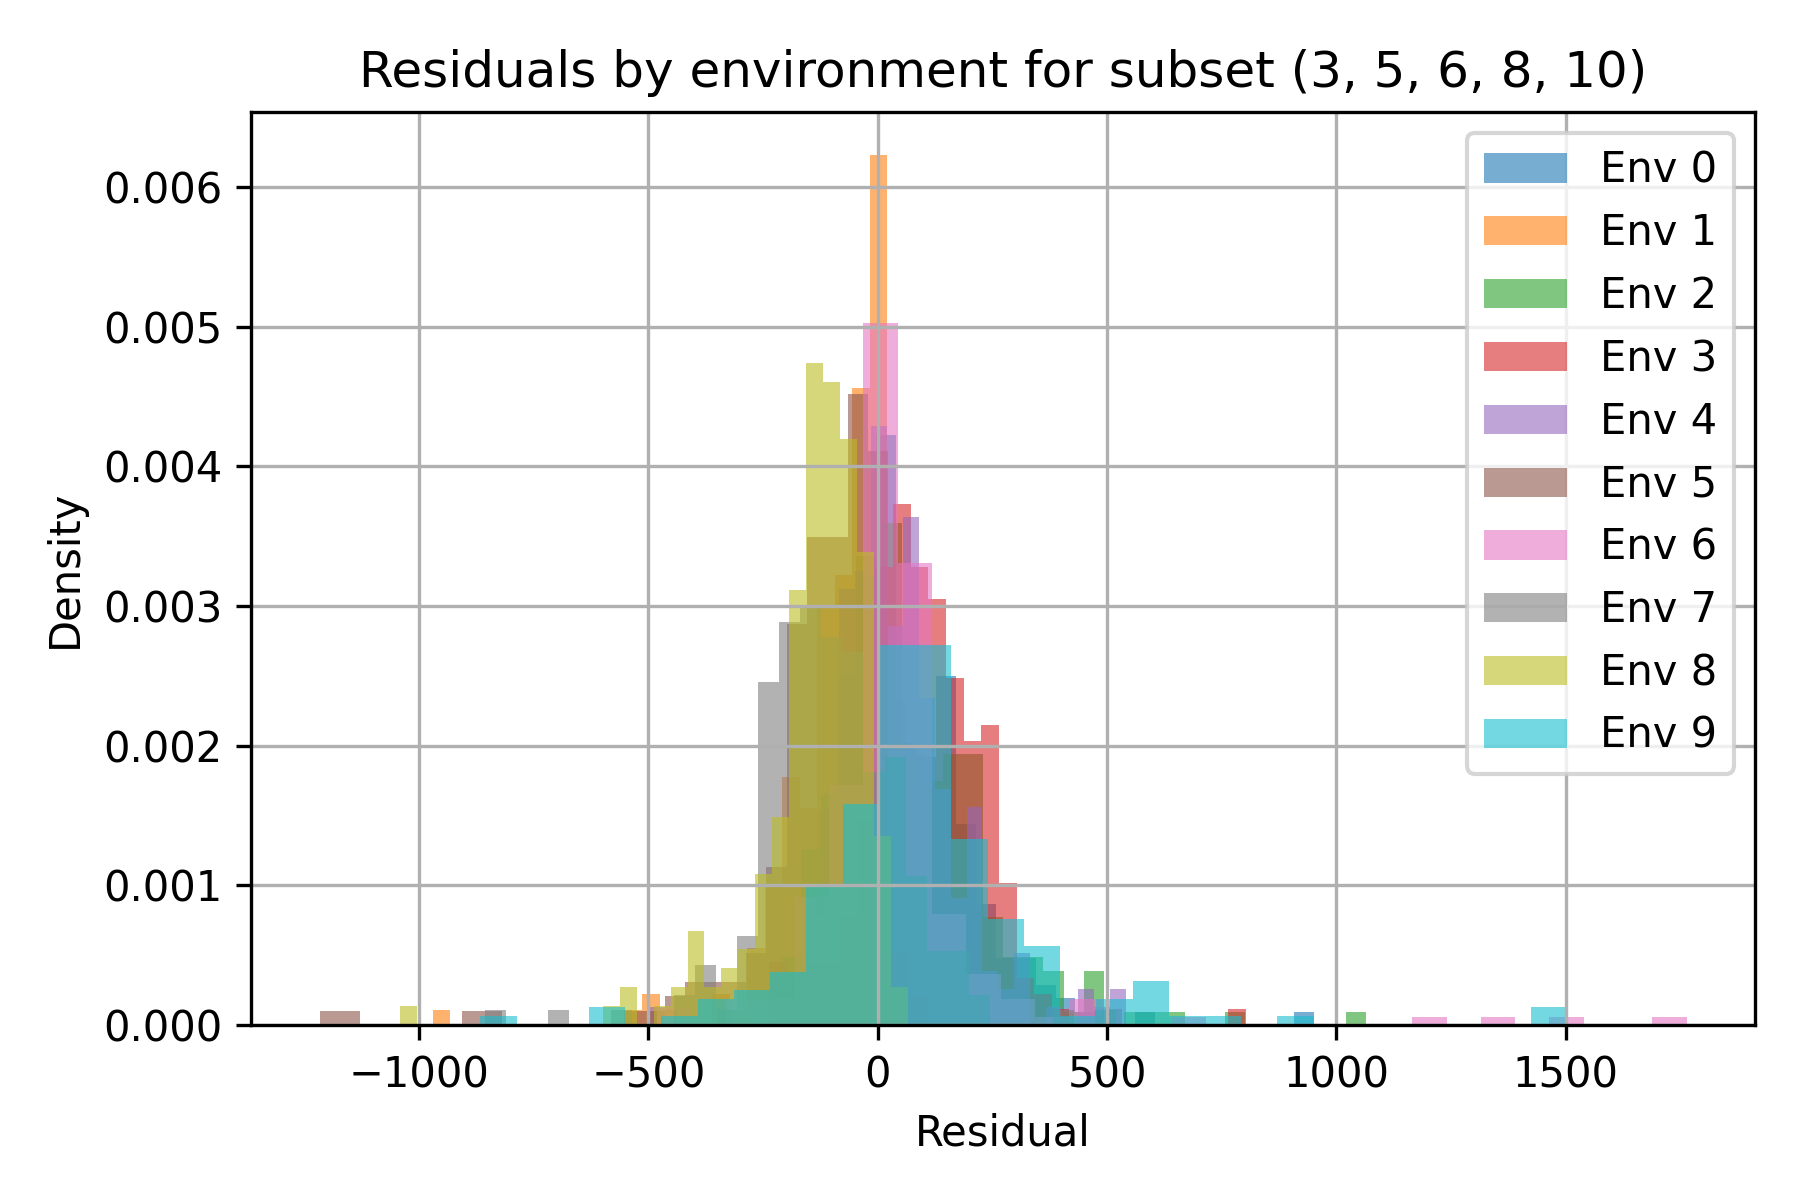 Residuals by environment for subset (3, 5, 6, 8, 10)
Density
0.006
0.005
0.004
0.003
0.002
0.001
0.000
−1000
−500
0
500
1000
1500
Residual
Env 0
Env 1
Env 2
Env 3
Env 4
Env 5
Env 6
Env 7
Env 8
Env 9